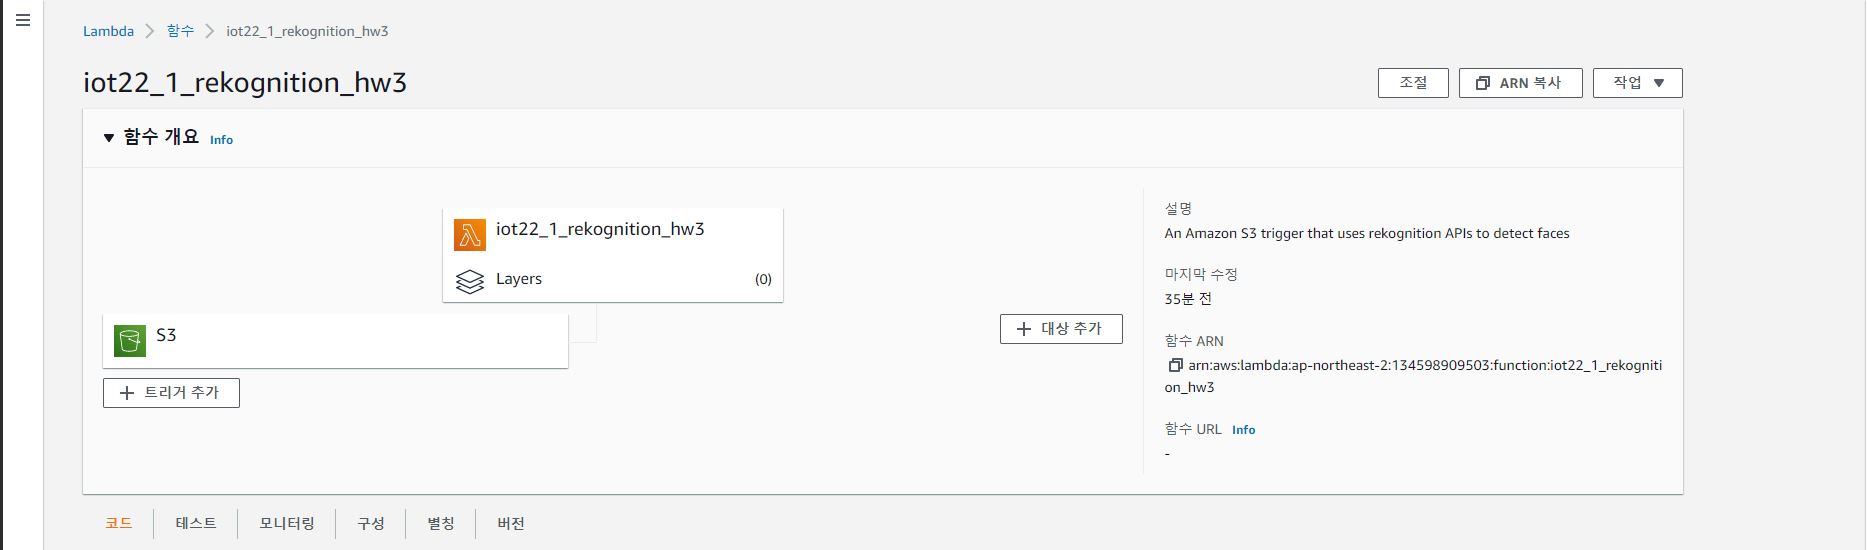 Lambda > 함수 > iot22_1_rekognition_hw3
iot22_1_rekognition_hw3
조절 ARN 복사 작업
함수 개요 Info
iot22_1_rekognition_hw3
Layers (0)
S3
트리거 추가
대상 추가
설명
An Amazon S3 trigger that uses rekognition APIs to detect faces
마지막 수정
35분 전
함수 ARN
arn:aws:lambda:ap-northeast-2:134598909503:function:iot22_1_rekogniti
on_hw3
함수 URL Info
-
코드 테스트 모니터링 구성 별칭 버전